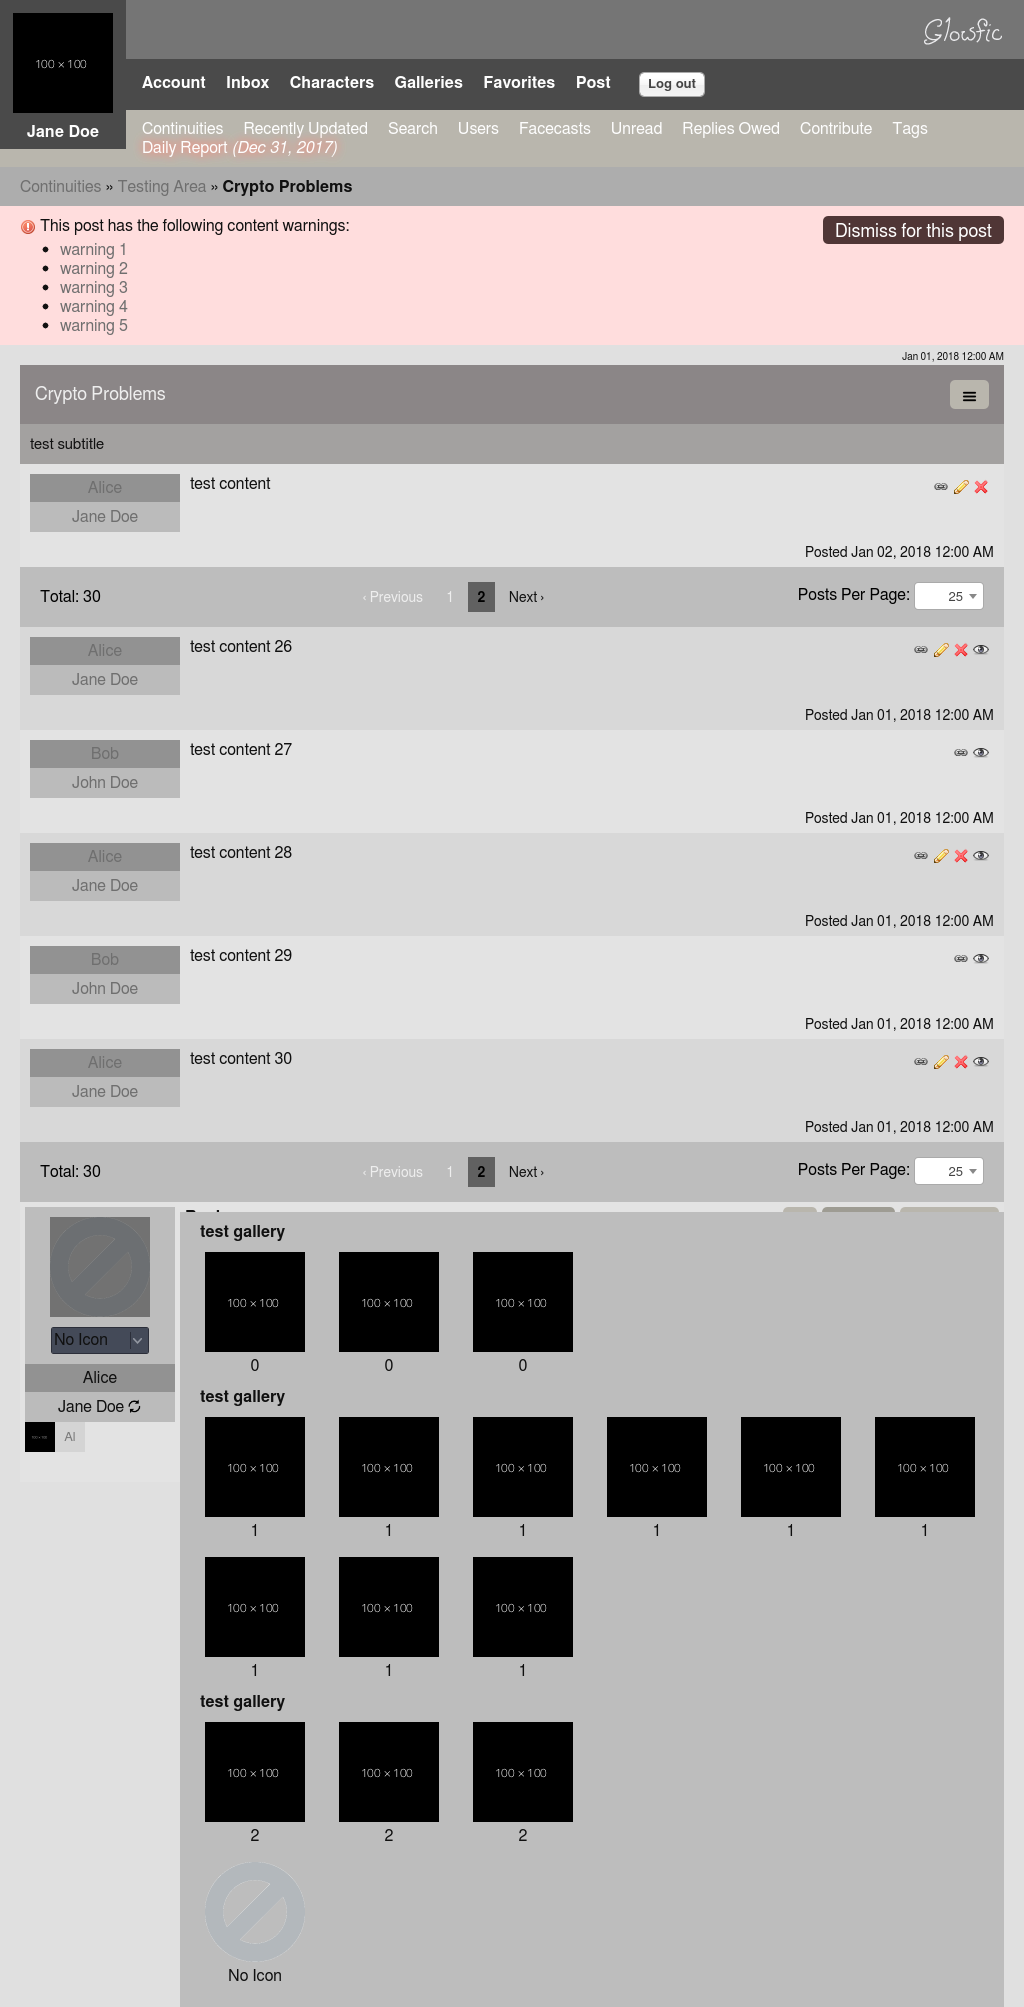 100 × 100
Glowfic
Account Inbox Characters Galleries Favorites Post Log out
Jane Doe
Continuities Recently Updated Search Users Facecasts Unread Replies Owed Contribute Tags
Daily Report (Dec 31, 2017)
Continuities » Testing Area » Crypto Problems
This post has the following content warnings:
Dismiss for this post
• warning 1
• warning 2
• warning 3
• warning 4
• warning 5
Jan 01, 2018 12:00 AM
Crypto Problems
test subtitle
Alice
test content
Jane Doe
Posted Jan 02, 2018 12:00 AM
Total: 30 ‹ Previous 1 2 Next › Posts Per Page: 25
Alice
test content 26
Jane Doe
Posted Jan 01, 2018 12:00 AM
Bob
test content 27
John Doe
Posted Jan 01, 2018 12:00 AM
Alice
test content 28
Jane Doe
Posted Jan 01, 2018 12:00 AM
Bob
test content 29
John Doe
Posted Jan 01, 2018 12:00 AM
Alice
test content 30
Jane Doe
Posted Jan 01, 2018 12:00 AM
Total: 30 ‹ Previous 1 2 Next › Posts Per Page: 25
No Icon
Alice
Jane Doe
100 × 100 Al
test gallery
100 × 100 100 × 100 100 × 100
0 0 0
test gallery
100 × 100 100 × 100 100 × 100 100 × 100 100 × 100 100 × 100
1 1 1 1 1 1
100 × 100 100 × 100 100 × 100
1 1 1
test gallery
100 × 100 100 × 100 100 × 100
2 2 2
No Icon